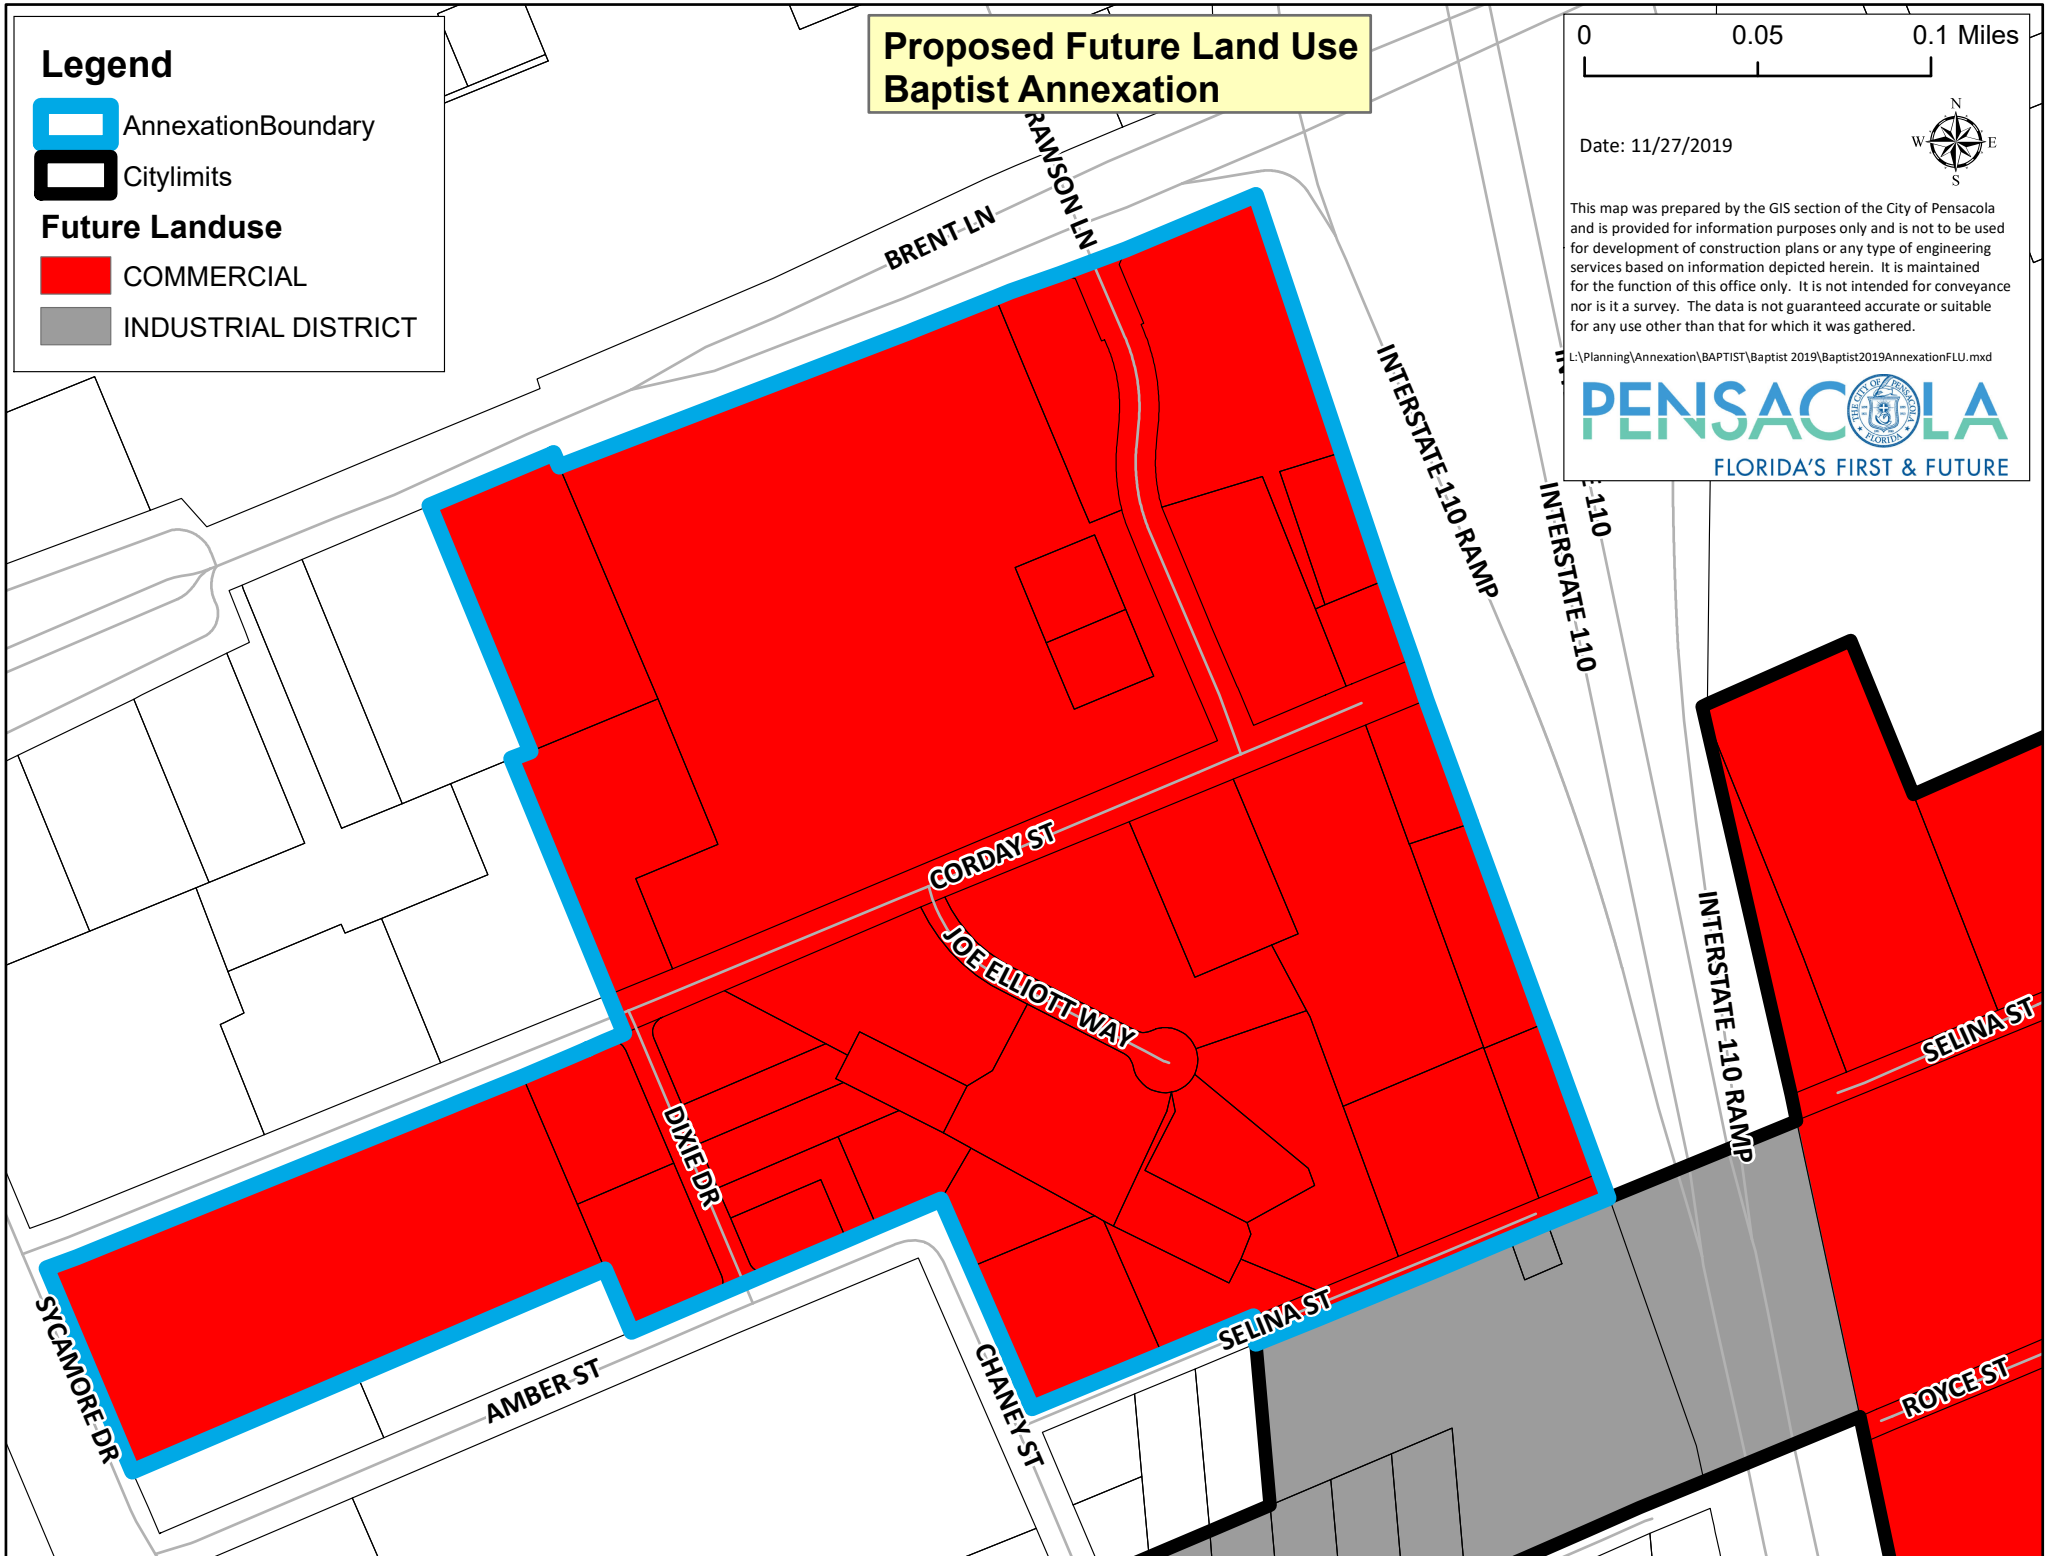 Legend
AnnexationBoundary
Citylimits
Future Landuse
COMMERCIAL
INDUSTRIAL DISTRICT
Proposed Future Land Use
Baptist Annexation
0 0.05 0.1 Miles
Date: 11/27/2019
N
W E
S
This map was prepared by the GIS section of the City of Pensacola
and is provided for information purposes only and is not to be used
for development of construction plans or any type of engineering
services based on information depicted herein. It is maintained
for the function of this office only. It is not intended for conveyance
nor is it a survey. The data is not guaranteed accurate or suitable
for any use other than that for which it was gathered.
L:\Planning\Annexation\BAPTIST\Baptist 2019\Baptist2019AnnexationFLU.mxd
PENSACOLA
THE CITY OF PENSACOLA
FLORIDA
FLORIDA'S FIRST & FUTURE
RAWSON LN
BRENT LN
INTERSTATE 110 RAMP
INTERSTATE 110
E 110
CORDAY ST
JOE ELLIOTT WAY
INTERSTATE 110 RAMP
SELINA ST
DIXIE DR
SYCAMORE DR
AMBER ST
CHANEY ST
SELINA ST
ROYCE ST